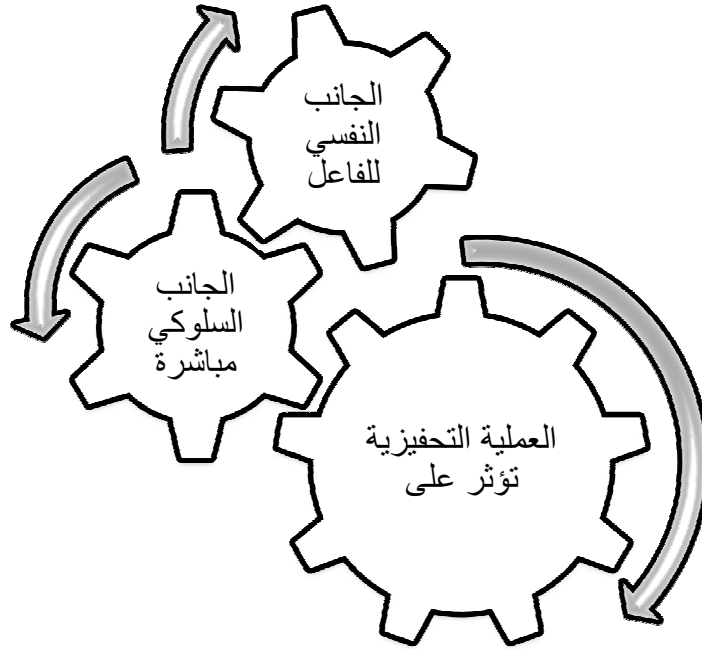 الجانب
النفسي
للفاعل
الجانب
السلوكي
مباشرة
العملية التحفيزية
تؤثر على